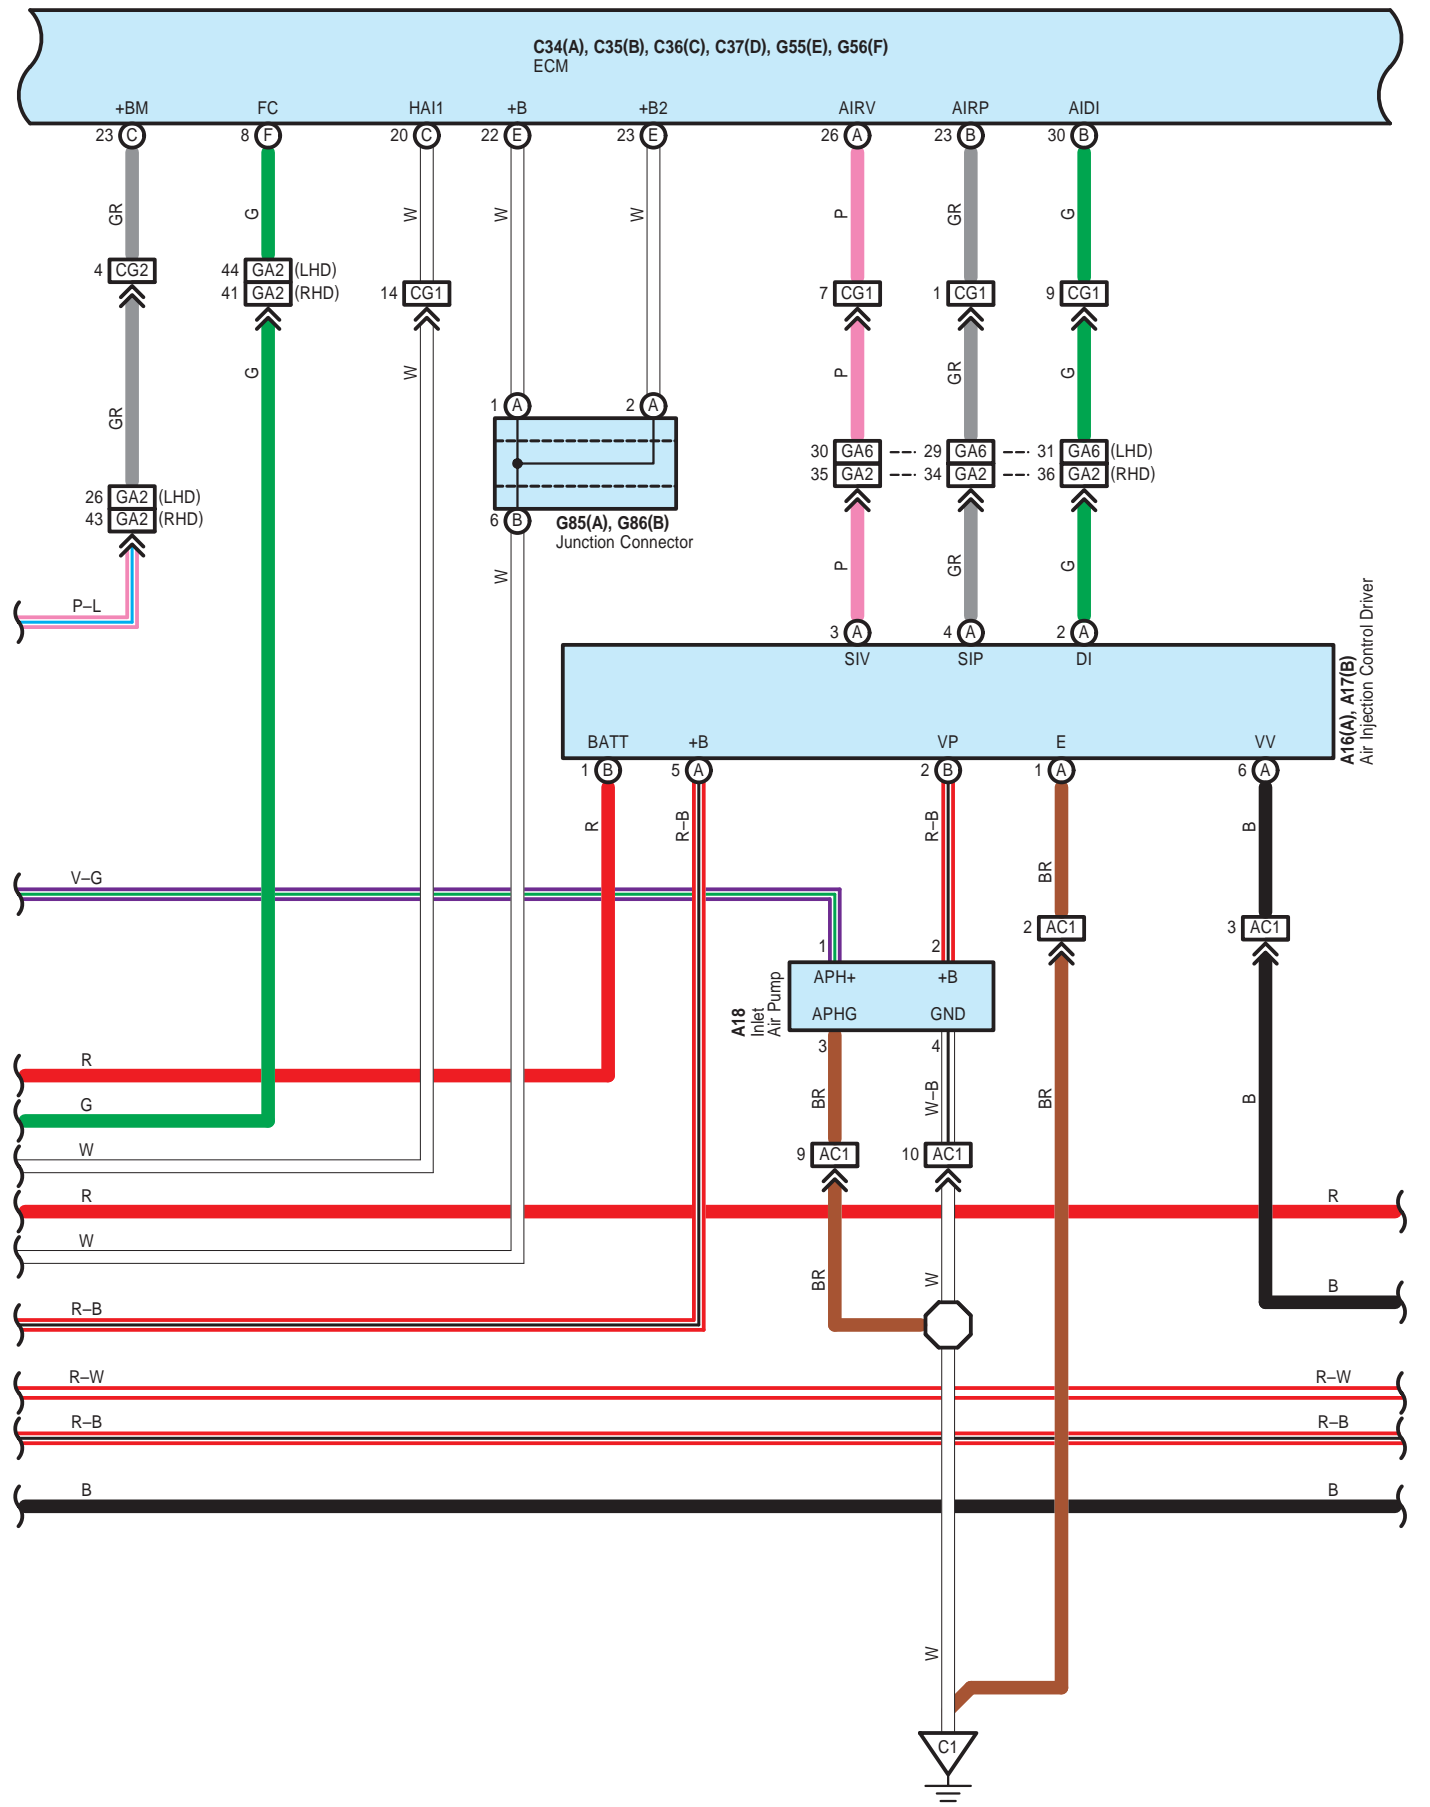 C34(A), C35(B), C36(C), C37(D), G55(E), G56(F)
ECM
+BM FC HAI1 +B +B2 AIRV AIRP AIDI
23 C 8 F 20 C 22 E 23 E 26 A 23 B 30 B
GR G W W W P GR G
4 CG2 44 GA2 (LHD)
41 GA2 (RHD) 14 CG1 7 CG1 1 CG1 9 CG1
G W P GR G
GR
1 A 2 A
30 GA6 29 GA6 31 GA6 (LHD)
35 GA2 34 GA2 36 GA2 (RHD)
26 GA2 (LHD)
43 GA2 (RHD)
6 B G85(A), G86(B)
Junction Connector
W P GR G
P–L
3 A 4 A 2 A
SIV SIP DI
A16(A), A17(B)
Air Injection Control Driver
BATT +B VP E VV
1 B 5 A 2 B 1 A 6 A
R R–B R–B BR B
V–G
2 AC1 3 AC1
1 2
APH+ +B
APHG GND
A18
Inlet
Air Pump
3 4
R
BR W–B BR B
G
W
9 AC1 10 AC1
R R
W
BR W
B
R–B
R–W R–W
R–B R–B
B B
W
C1